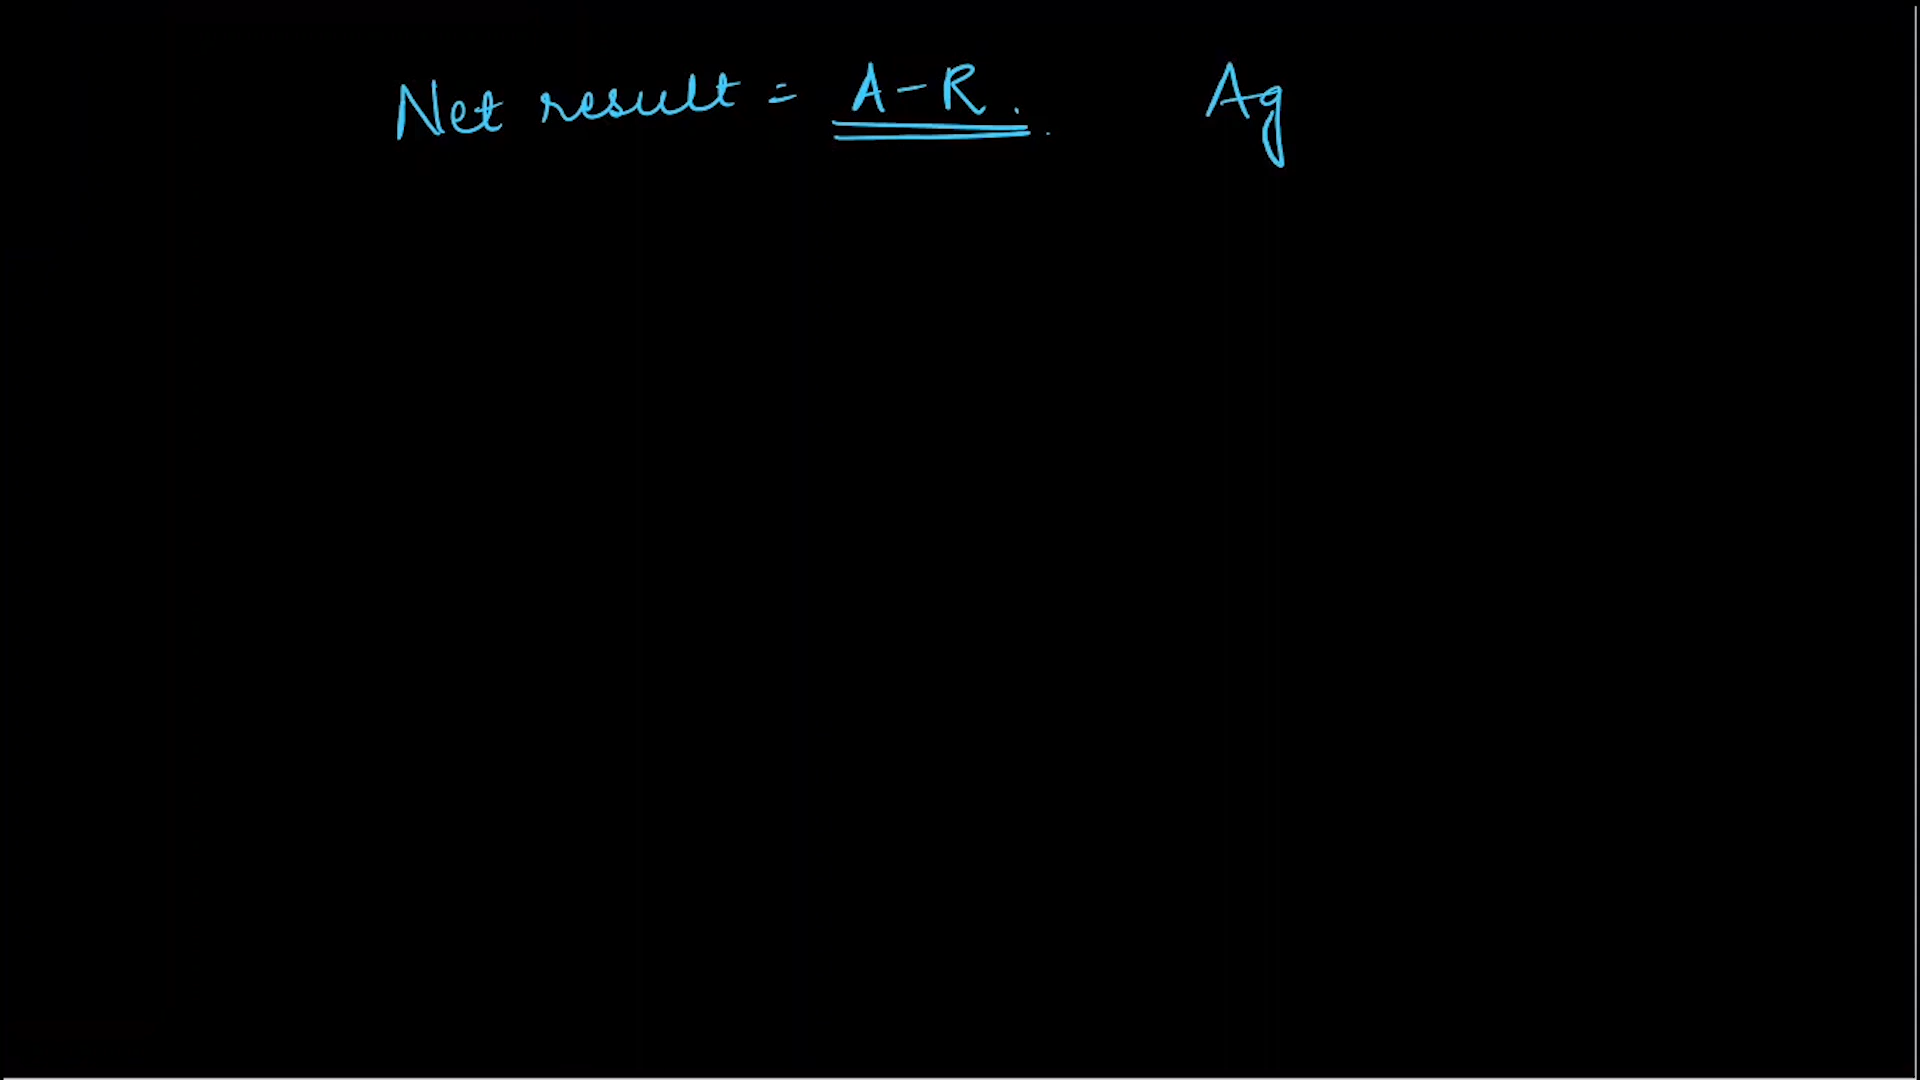 Net result = A - R. Ag